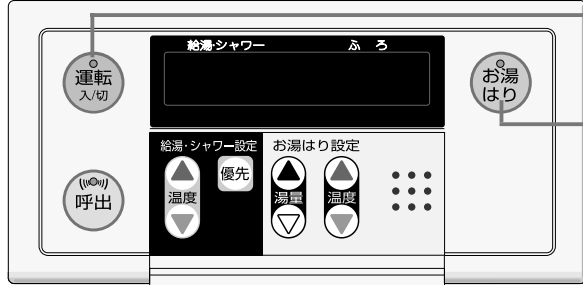 給湯・シャワー ふろ
運転
入/切
お湯
はり
給湯・シャワー設定 お湯はり設定
優先
温度 湯量 温度
呼出